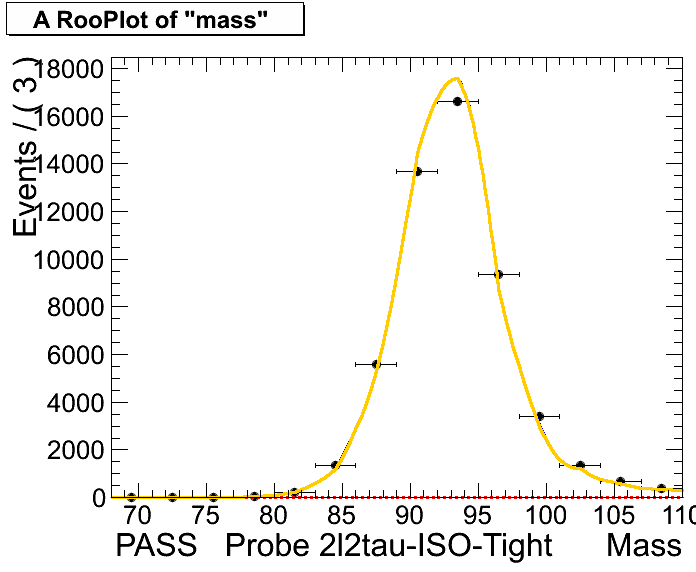 A RooPlot of "mass"
Events / ( 3 )
18000
16000
14000
12000
10000
8000
6000
4000
2000
0
70 75 80 85 90 95 100 105 110
PASS Probe 2l2tau-ISO-Tight Mass